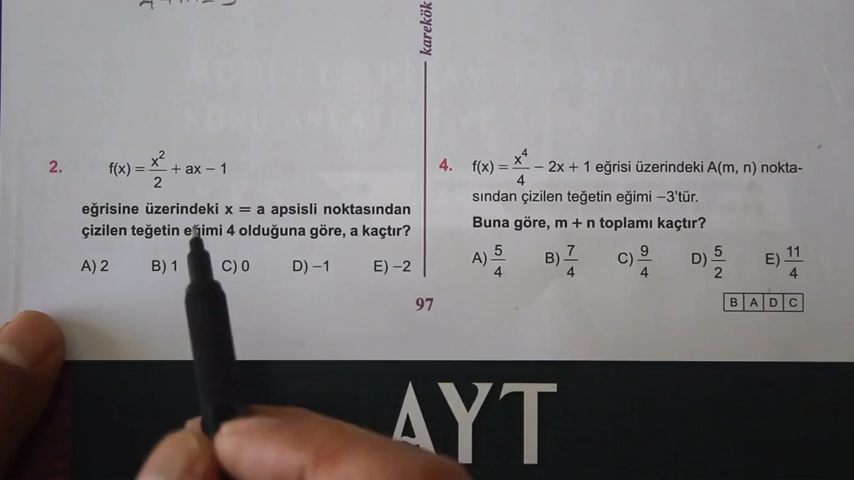 karekök
2.
f(x) = x²/2 + ax – 1
eğrisine üzerindeki x = a apsisli noktasından
çizilen teğetin eğimi 4 olduğuna göre, a kaçtır?
A) 2 B) 1 C) 0 D) –1 E) –2
4. f(x) = x⁴/4 – 2x + 1 eğrisi üzerindeki A(m, n) nokta-
sından çizilen teğetin eğimi –3'tür.
Buna göre, m + n toplamı kaçtır?
A) 5/4 B) 7/4 C) 9/4 D) 5/2 E) 11/4
97
B A D C
AYT